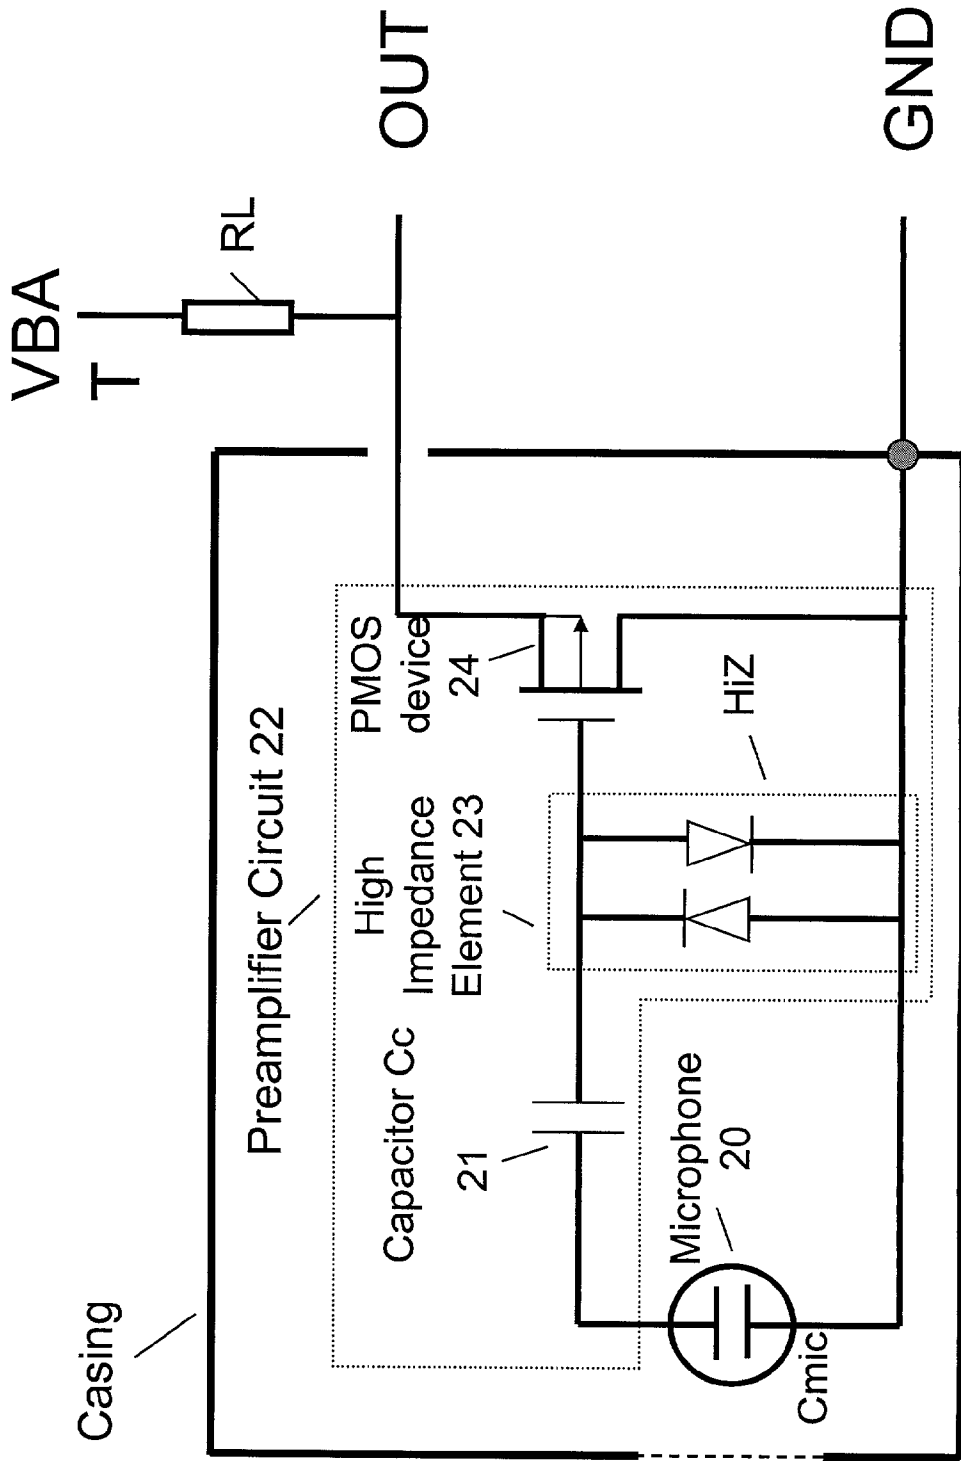 VBA
T
RL
OUT
GND
Casing
Preamplifier Circuit 22
PMOS
device
24
High
Impedance
Element 23
HiZ
Capacitor Cc
21
Microphone
20
Cmic